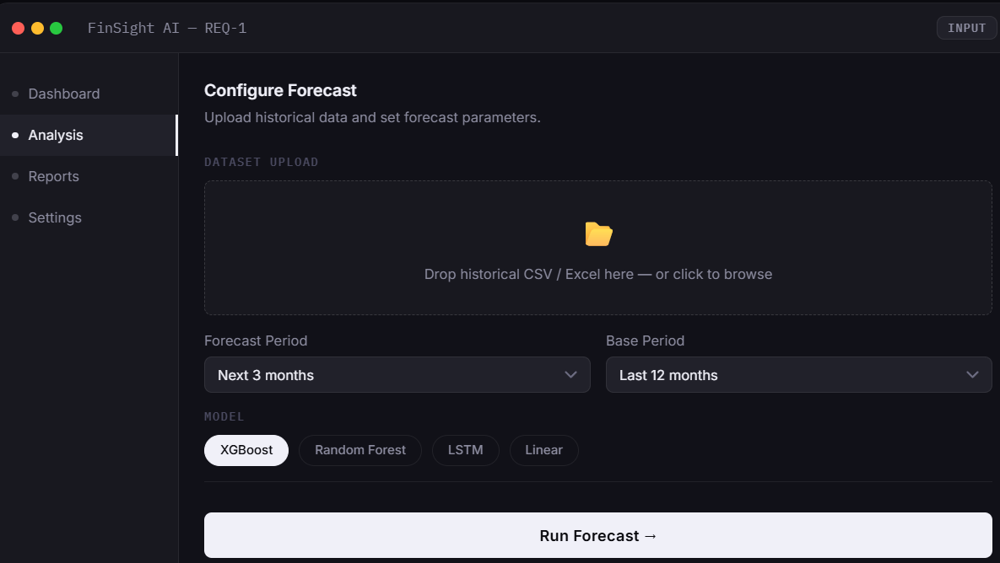 FinSight AI — REQ-1
INPUT
Dashboard
Analysis
Reports
Settings
Configure Forecast
Upload historical data and set forecast parameters.
DATASET UPLOAD
Drop historical CSV / Excel here — or click to browse
Forecast Period
Base Period
Next 3 months
Last 12 months
MODEL
XGBoost
Random Forest
LSTM
Linear
Run Forecast →